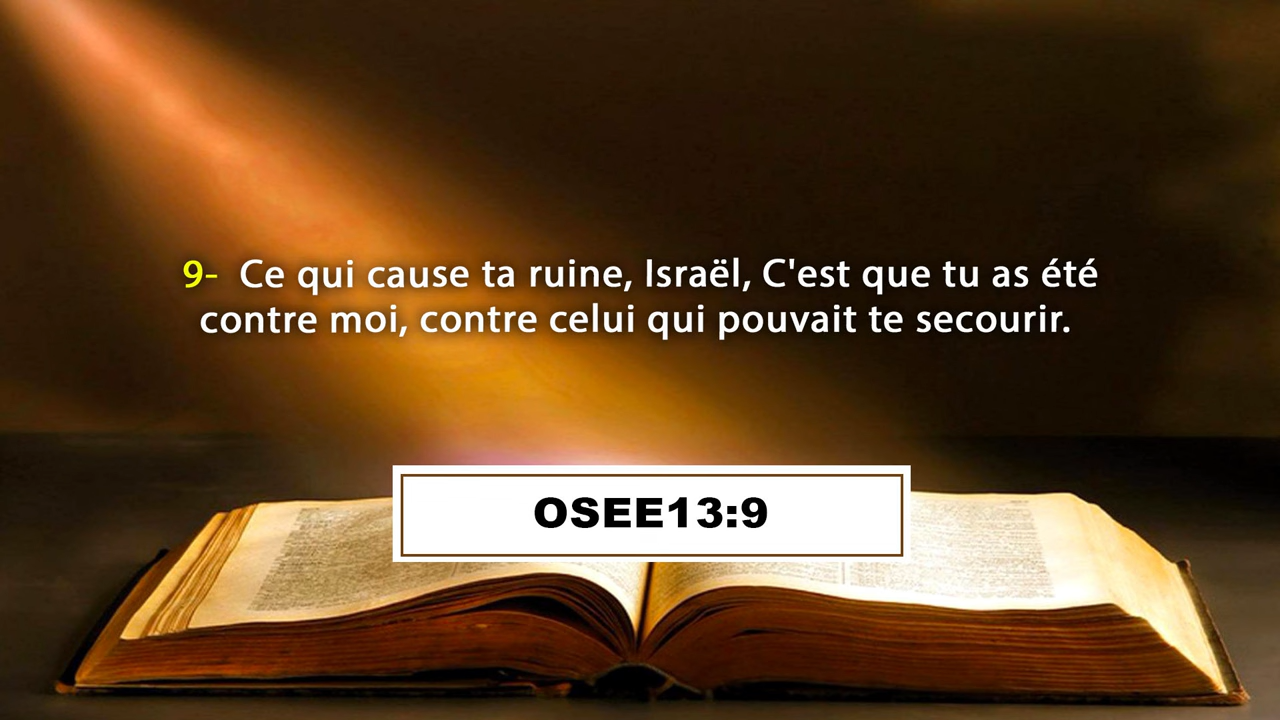 9- Ce qui cause ta ruine, Israël, C'est que tu as été
contre moi, contre celui qui pouvait te secourir.
OSEE13:9